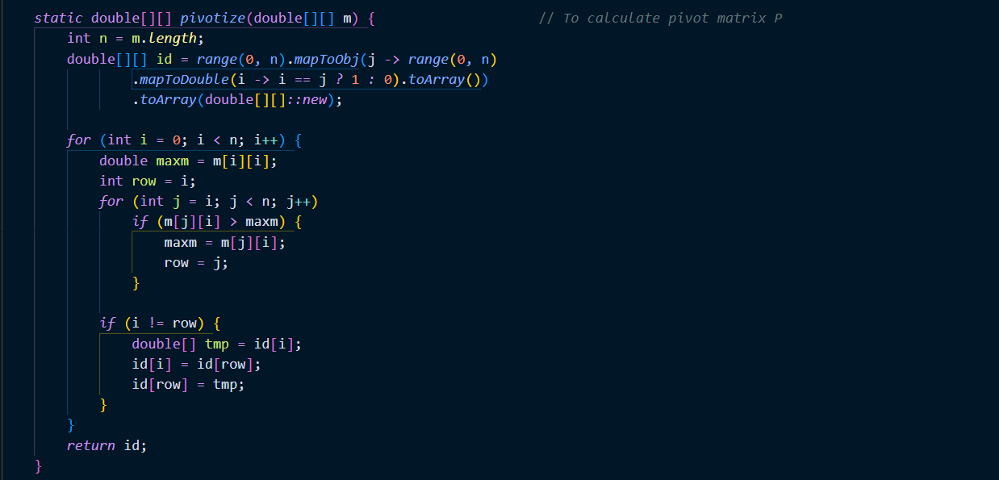 static double[][] pivotize(double[][] m) { // To calculate pivot matrix P
int n = m.length;
double[][] id = range(0, n).mapToObj(j -> range(0, n)
.mapToDouble(i -> i == j ? 1 : 0).toArray())
.toArray(double[][]::new);
for (int i = 0; i < n; i++) {
double maxm = m[i][i];
int row = i;
for (int j = i; j < n; j++)
if (m[j][i] > maxm) {
maxm = m[j][i];
row = j;
}
if (i != row) {
double[] tmp = id[i];
id[i] = id[row];
id[row] = tmp;
}
}
return id;
}